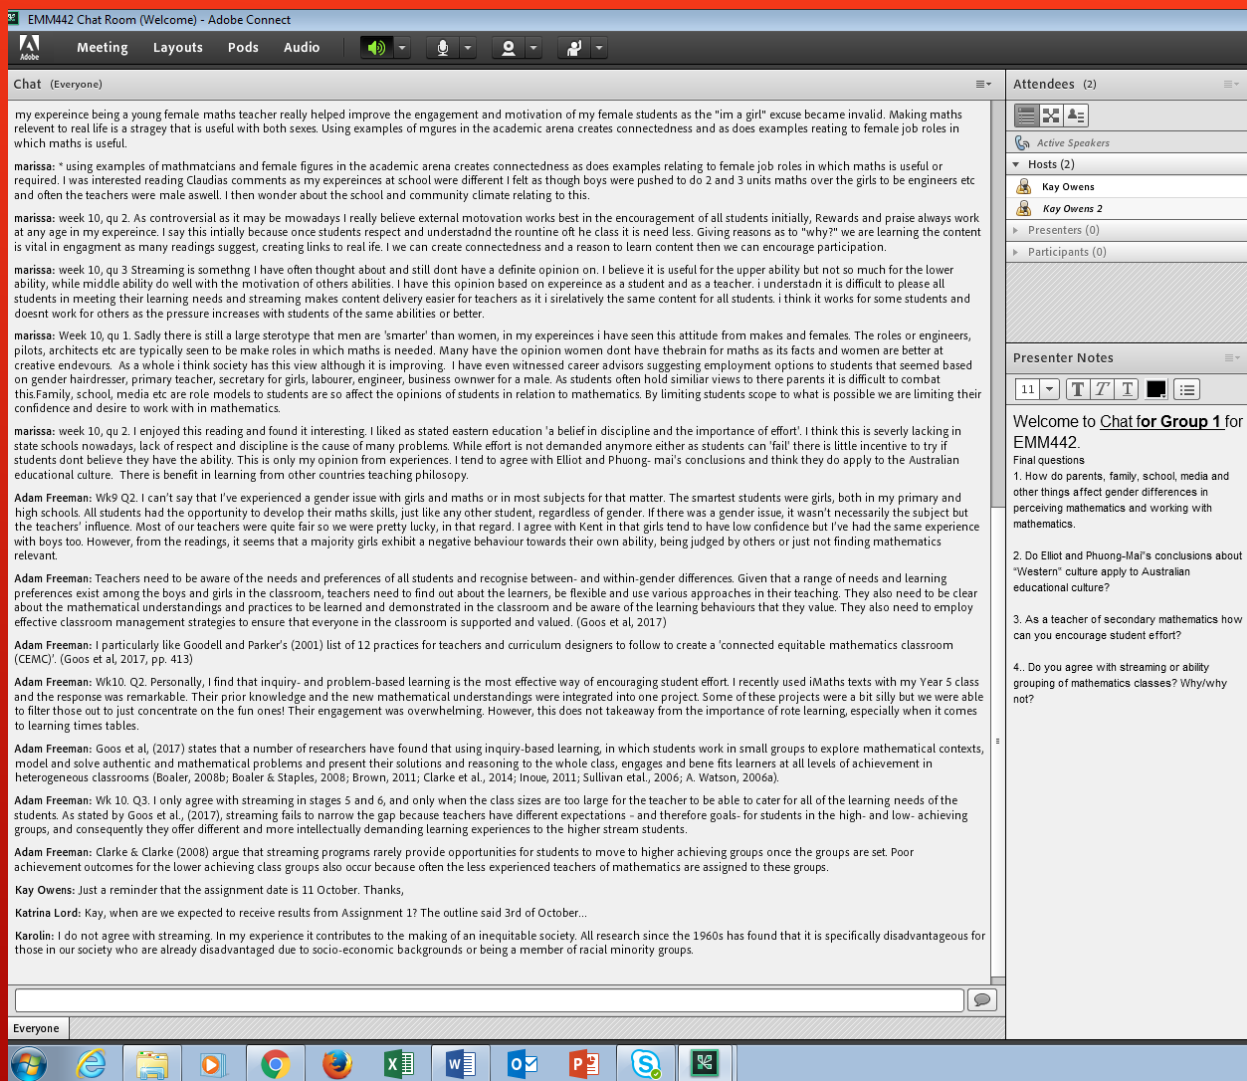 EMM442 Chat Room (Welcome) - Adobe Connect
Adobe
Meeting Layouts Pods Audio
Chat (Everyone)
my expereince being a young female maths teacher really helped improve the engagement and motivation of my female students as the "im a girl" excuse became invalid. Making maths
relevent to real life is a stragey that is useful with both sexes. Using examples of mgures in the academic arena creates connectedness and as does examples reating to female job roles in
which maths is useful.
marissa: * using examples of mathmatcians and female figures in the academic arena creates connectedness as does examples relating to female job roles in which maths is useful or
required. I was interested reading Claudias comments as my expereinces at school were different I felt as though boys were pushed to do 2 and 3 units maths over the girls to be engineers etc
and often the teachers were male aswell. I then wonder about the school and community climate relating to this.
marissa: week 10, qu 2. As controversial as it may be mowadays I really believe external motovation works best in the encouragement of all students initially, Rewards and praise always work
at any age in my expereince. I say this intially because once students respect and understadnd the rountine oft he class it is need less. Giving reasons as to "why?" we are learning the content
is vital in engagment as many readings suggest, creating links to real ife. I we can create connectedness and a reason to learn content then we can encourage participation.
marissa: week 10, qu 3 Streaming is somethng I have often thought about and still dont have a definite opinion on. I believe it is useful for the upper ability but not so much for the lower
ability, while middle ability do well with the motivation of others abilities. I have this opinion based on expereince as a student and as a teacher. i understadn it is difficult to please all
students in meeting their learning needs and streaming makes content delivery easier for teachers as it i sirelatively the same content for all students. i think it works for some students and
doesnt work for others as the pressure increases with students of the same abilities or better.
marissa: Week 10, qu 1. Sadly there is still a large sterotype that men are 'smarter' than women, in my expereinces i have seen this attitude from makes and females. The roles or engineers,
pilots, architects etc are typically seen to be make roles in which maths is needed. Many have the opinion women dont have thebrain for maths as its facts and women are better at
creative endevours. As a whole i think society has this view although it is improving. I have even witnessed career advisors suggesting employment options to students that seemed based
on gender hairdresser, primary teacher, secretary for girls, labourer, engineer, business ownwer for a male. As students often hold similiar views to there parents it is difficult to combat
this.Family, school, media etc are role models to students are so affect the opinions of students in relation to mathematics. By limiting students scope to what is possible we are limiting their
confidence and desire to work with in mathematics.
marissa: week 10, qu 2. I enjoyed this reading and found it interesting. I liked as stated eastern education 'a belief in discipline and the importance of effort'. I think this is severly lacking in
state schools nowadays, lack of respect and discipline is the cause of many problems. While effort is not demanded anymore either as students can 'fail' there is little incentive to try if
students dont believe they have the ability. This is only my opinion from experiences. I tend to agree with Elliot and Phuong- mai's conclusions and think they do apply to the Australian
educational culture. There is benefit in learning from other countries teaching philosopy.
Adam Freeman: Wk9 Q2. I can't say that I've experienced a gender issue with girls and maths or in most subjects for that matter. The smartest students were girls, both in my primary and
high schools. All students had the opportunity to develop their maths skills, just like any other student, regardless of gender. If there was a gender issue, it wasn't necessarily the subject but
the teachers' influence. Most of our teachers were quite fair so we were pretty lucky, in that regard. I agree with Kent in that girls tend to have low confidence but I've had the same experience
with boys too. However, from the readings, it seems that a majority girls exhibit a negative behaviour towards their own ability, being judged by others or just not finding mathematics
relevant.
Adam Freeman: Teachers need to be aware of the needs and preferences of all students and recognise between- and within-gender differences. Given that a range of needs and learning
preferences exist among the boys and girls in the classroom, teachers need to find out about the learners, be flexible and use various approaches in their teaching. They also need to be clear
about the mathematical understandings and practices to be learned and demonstrated in the classroom and be aware of the learning behaviours that they value. They also need to employ
effective classroom management strategies to ensure that everyone in the classroom is supported and valued. (Goos et al, 2017)
Adam Freeman: I particularly like Goodell and Parker's (2001) list of 12 practices for teachers and curriculum designers to follow to create a 'connected equitable mathematics classroom
(CEMC)'. (Goos et al, 2017, pp. 413)
Adam Freeman: Wk10. Q2. Personally, I find that inquiry- and problem-based learning is the most effective way of encouraging student effort. I recently used iMaths texts with my Year 5 class
and the response was remarkable. Their prior knowledge and the new mathematical understandings were integrated into one project. Some of these projects were a bit silly but we were able
to filter those out to just concentrate on the fun ones! Their engagement was overwhelming. However, this does not takeaway from the importance of rote learning, especially when it comes
to learning times tables.
Adam Freeman: Goos et al, (2017) states that a number of researchers have found that using inquiry-based learning, in which students work in small groups to explore mathematical contexts,
model and solve authentic and mathematical problems and present their solutions and reasoning to the whole class, engages and bene fits learners at all levels of achievement in
heterogeneous classrooms (Boaler, 2008b; Boaler & Staples, 2008; Brown, 2011; Clarke et al., 2014; Inoue, 2011; Sullivan etal., 2006; A. Watson, 2006a).
Adam Freeman: Wk 10. Q3. I only agree with streaming in stages 5 and 6, and only when the class sizes are too large for the teacher to be able to cater for all of the learning needs of the
students. As stated by Goos et al., (2017), streaming fails to narrow the gap because teachers have different expectations - and therefore goals- for students in the high- and low- achieving
groups, and consequently they offer different and more intellectually demanding learning experiences to the higher stream students.
Adam Freeman: Clarke & Clarke (2008) argue that streaming programs rarely provide opportunities for students to move to higher achieving groups once the groups are set. Poor
achievement outcomes for the lower achieving class groups also occur because often the less experienced teachers of mathematics are assigned to these groups.
Kay Owens: Just a reminder that the assignment date is 11 October. Thanks,
Katrina Lord: Kay, when are we expected to receive results from Assignment 1? The outline said 3rd of October...
Karolin: I do not agree with streaming. In my experience it contributes to the making of an inequitable society. All research since the 1960s has found that it is specifically disadvantageous for
those in our society who are already disadvantaged due to socio-economic backgrounds or being a member of racial minority groups.
Everyone
Attendees (2)
Active Speakers
Hosts (2)
Kay Owens
Kay Owens 2
Presenters (0)
Participants (0)
Presenter Notes
11 T T T
Welcome to Chat for Group 1 for
EMM442.
Final questions
1. How do parents, family, school, media and
other things affect gender differences in
perceiving mathematics and working with
mathematics.
2. Do Elliot and Phuong-Mai"s conclusions about
"Western" culture apply to Australian
educational culture?
3. As a teacher of secondary mathematics how
can you encourage student effort?
4.. Do you agree with streaming or ability
grouping of mathematics classes? Why/why
not?